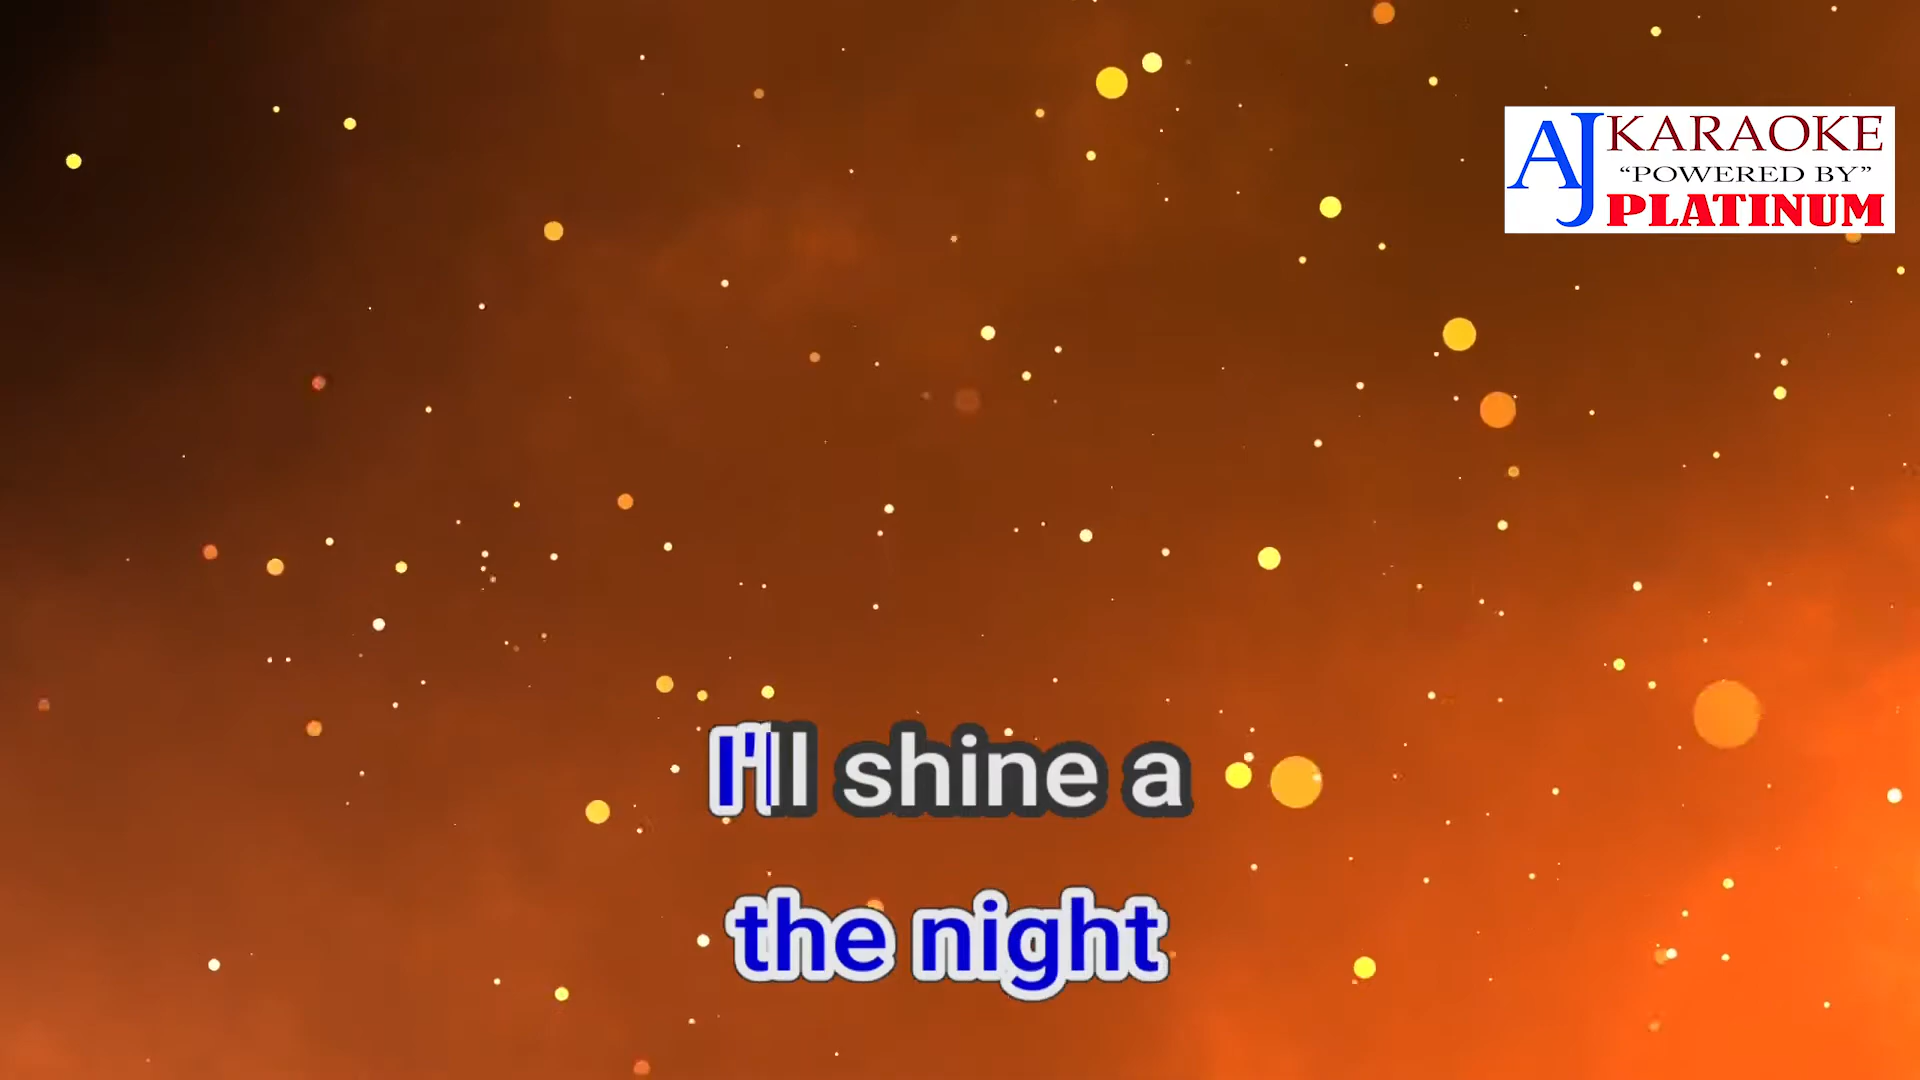 AJ KARAOKE
“POWERED BY”
PLATINUM
I'll shine a
the night